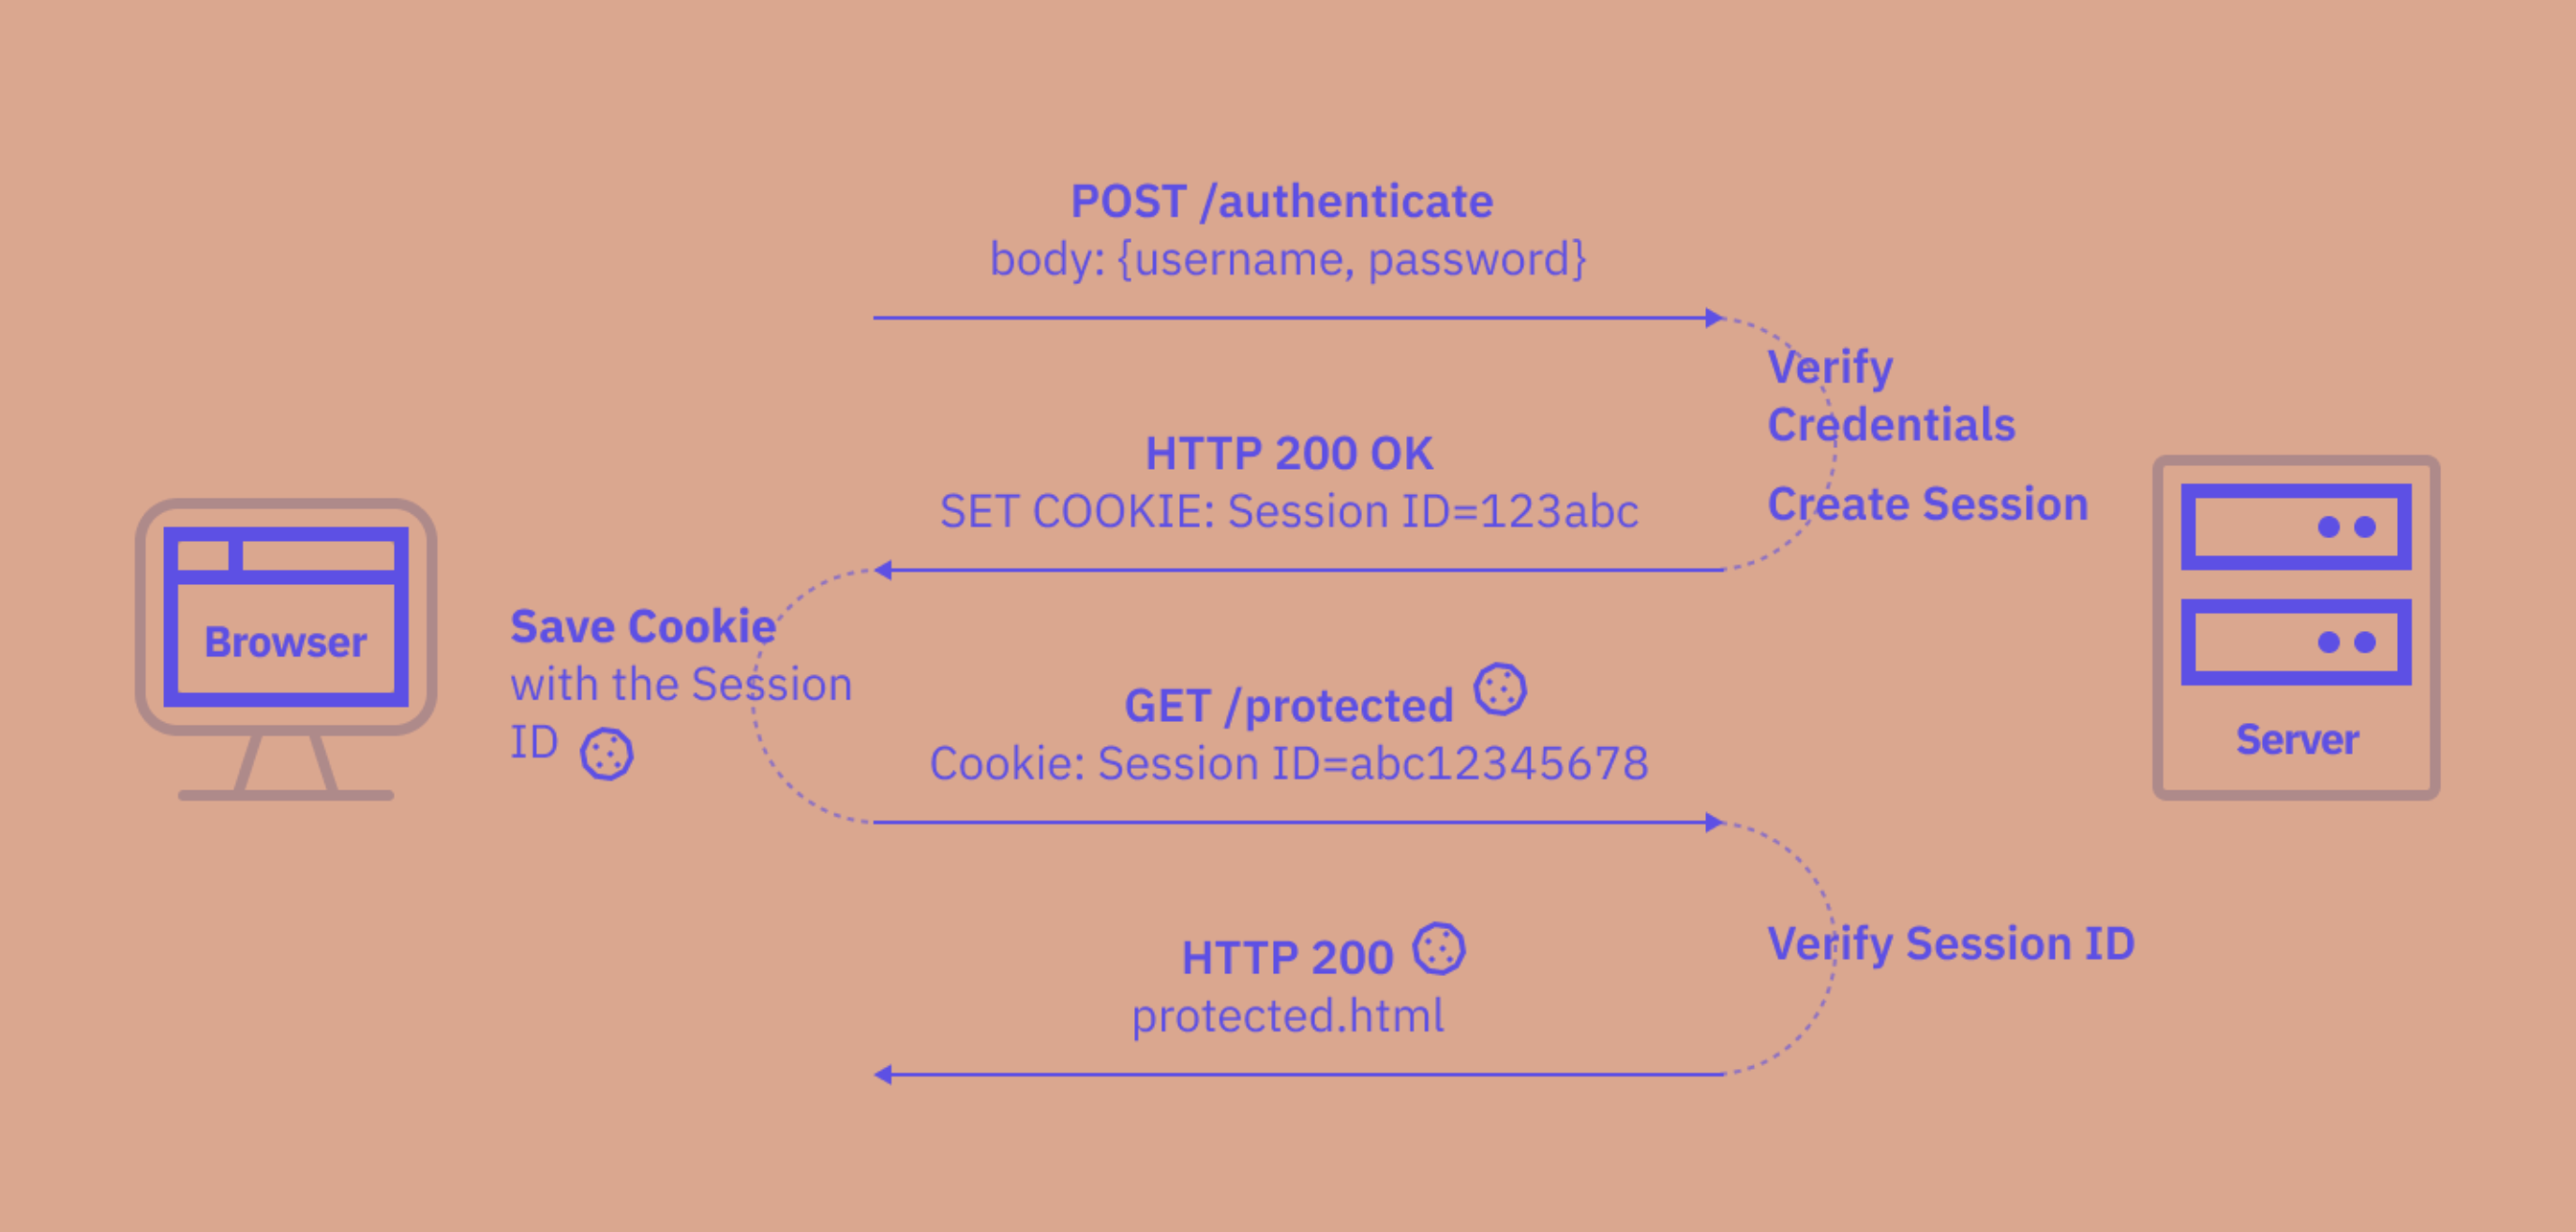 POST /authenticate
body: {username, password}
Verify
Credentials
Create Session
HTTP 200 OK
SET COOKIE: Session ID=123abc
Browser
Save Cookie
with the Session
ID
GET /protected
Cookie: Session ID=abc12345678
Server
HTTP 200
protected.html
Verify Session ID